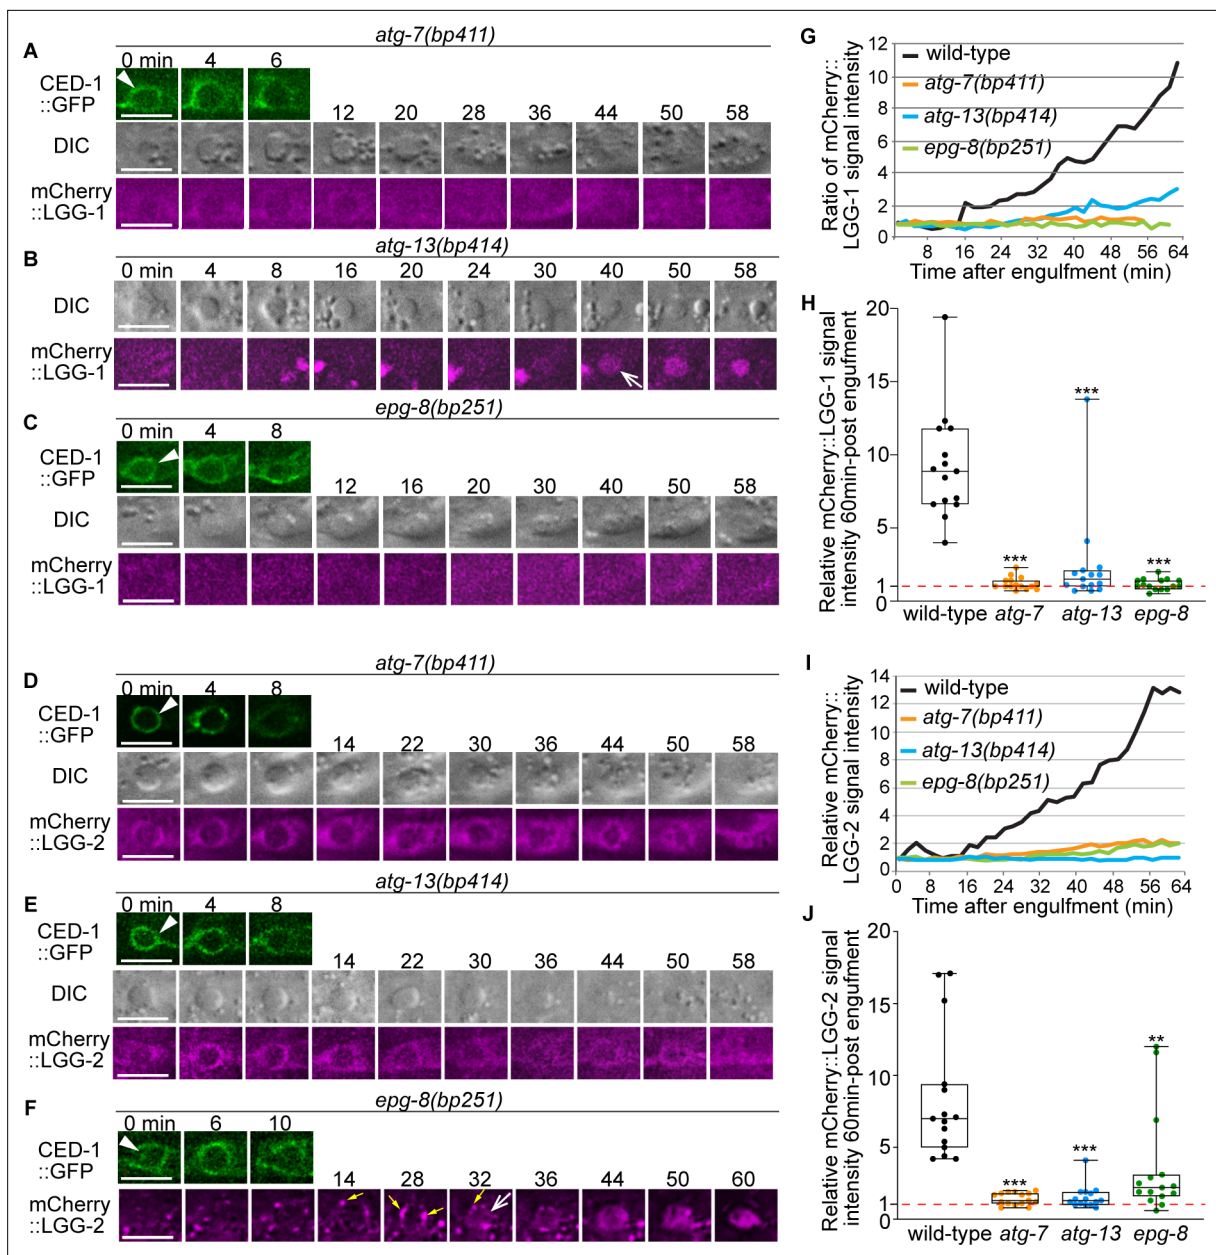 A
atg-7(bp411)
0 min 4 6
CED-1
::GFP
12 20 28 36 44 50 58
DIC
mCherry
::LGG-1
B
atg-13(bp414)
0 min 4 8 16 20 24 30 40 50 58
DIC
mCherry
::LGG-1
C
epg-8(bp251)
0 min 4 8
CED-1
::GFP
12 16 20 30 40 50 58
DIC
mCherry
::LGG-1
D
atg-7(bp411)
0 min 4 8
CED-1
::GFP
14 22 30 36 44 50 58
DIC
mCherry
::LGG-2
E
atg-13(bp414)
0 min 4 8
CED-1
::GFP
14 22 30 36 44 50 58
DIC
mCherry
::LGG-2
F
epg-8(bp251)
0 min 6 10
CED-1
::GFP
14 28 32 36 44 50 60
mCherry
::LGG-2
G
Ratio of mCherry::
LGG-1 signal intensity
12
10
8
6
4
2
0
wild-type
atg-7(bp411)
atg-13(bp414)
epg-8(bp251)
8 16 24 32 40 48 56 64
Time after engulfment (min)
H
Relative mCherry::LGG-1 signal
intensity 60min-post engufment
20
15
10
5
1
0
***
***
***
wild-type atg-7 atg-13 epg-8
I
Relative mCherry::
LGG-2 signal intensity
14
12
10
8
6
4
2
0
wild-type
atg-7(bp411)
atg-13(bp414)
epg-8(bp251)
0 8 16 24 32 40 48 56 64
Time after engulfment (min)
J
Relative mCherry::LGG-2 signal
intensity 60min-post engufment
20
15
10
5
1
0
***
***
**
wild-type atg-7 atg-13 epg-8